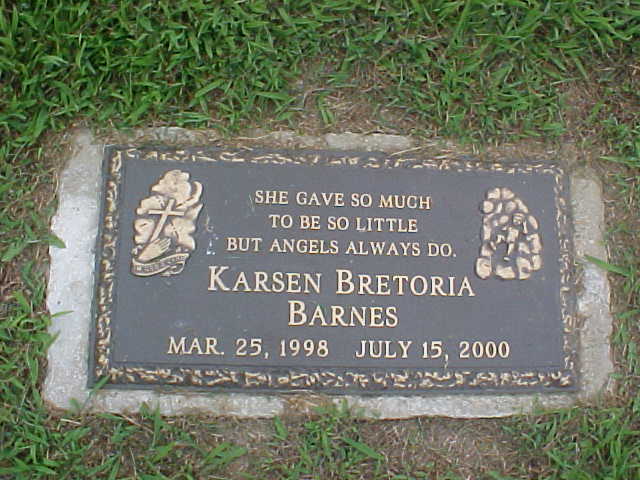 SHE GAVE SO MUCH
TO BE SO LITTLE
BUT ANGELS ALWAYS DO.
KARSEN BRETORIA
BARNES
MAR. 25, 1998 JULY 15, 2000